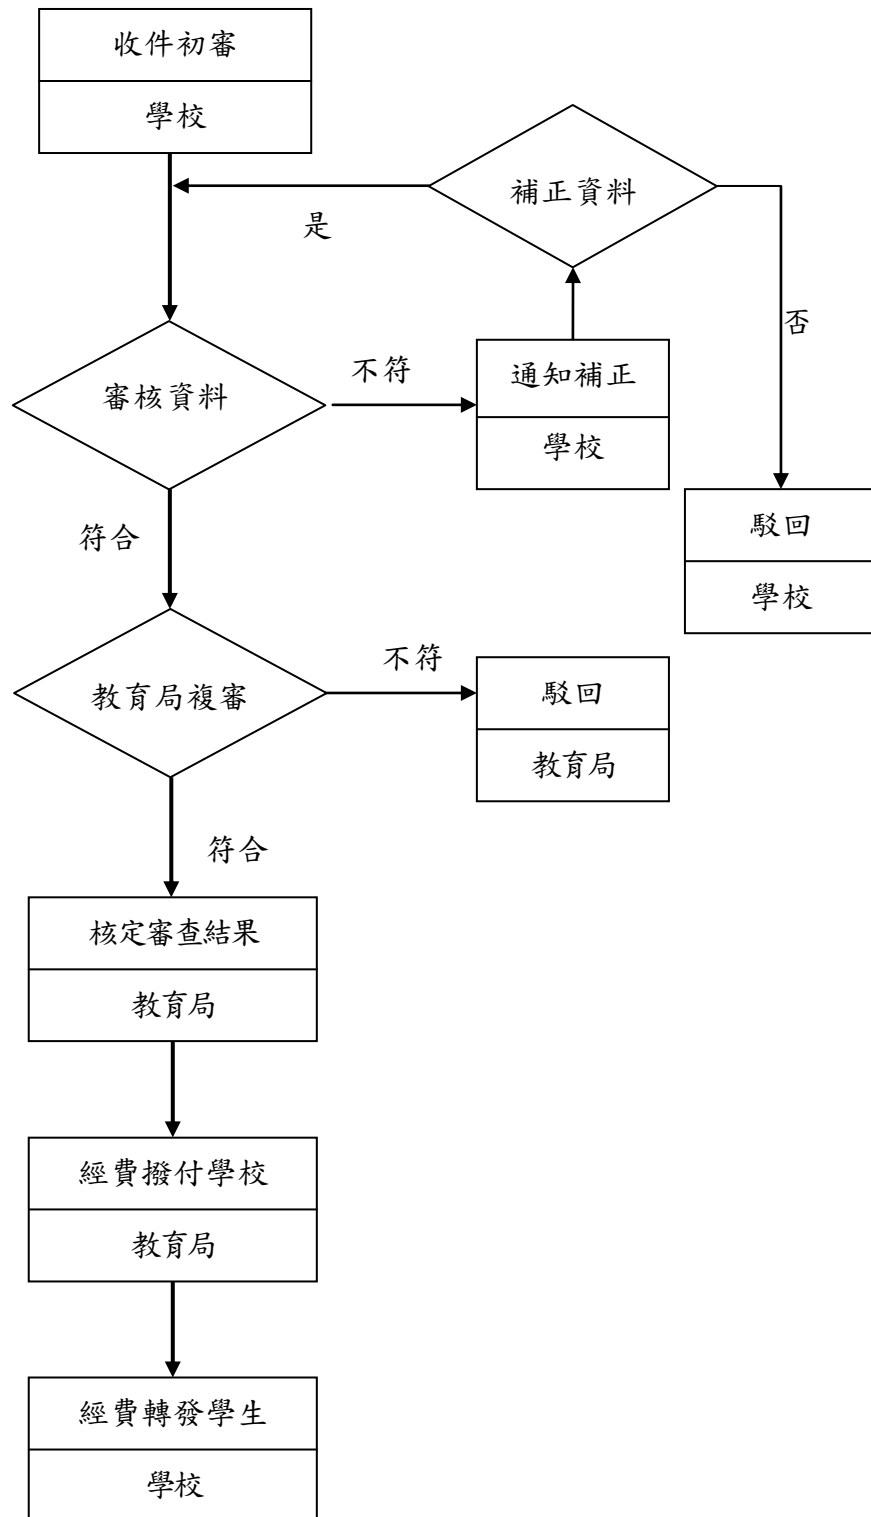 收件初審
學校
補正資料
是
否
審核資料
不符
通知補正
學校
駁回
學校
符合
教育局複審
不符
駁回
教育局
符合
核定審查結果
教育局
經費撥付學校
教育局
經費轉發學生
學校